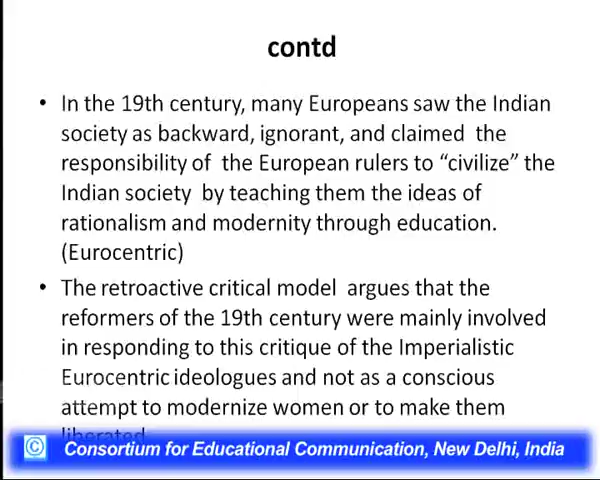 contd
• In the 19th century, many Europeans saw the Indian
society as backward, ignorant, and claimed the
responsibility of the European rulers to “civilize” the
Indian society by teaching them the ideas of
rationalism and modernity through education.
(Eurocentric)
• The retroactive critical model argues that the
reformers of the 19th century were mainly involved
in responding to this critique of the Imperialistic
Eurocentric ideologues and not as a conscious
attempt to modernize women or to make them
liberated.
© Consortium for Educational Communication, New Delhi, India